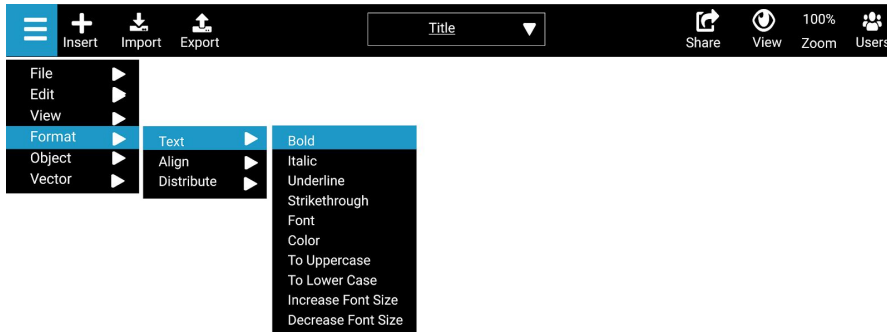 Insert
Import
Export
Title
Share
View
100%
Zoom
Users
File
Edit
View
Format
Object
Vector
Text
Align
Distribute
Bold
Italic
Underline
Strikethrough
Font
Color
To Uppercase
To Lower Case
Increase Font Size
Decrease Font Size